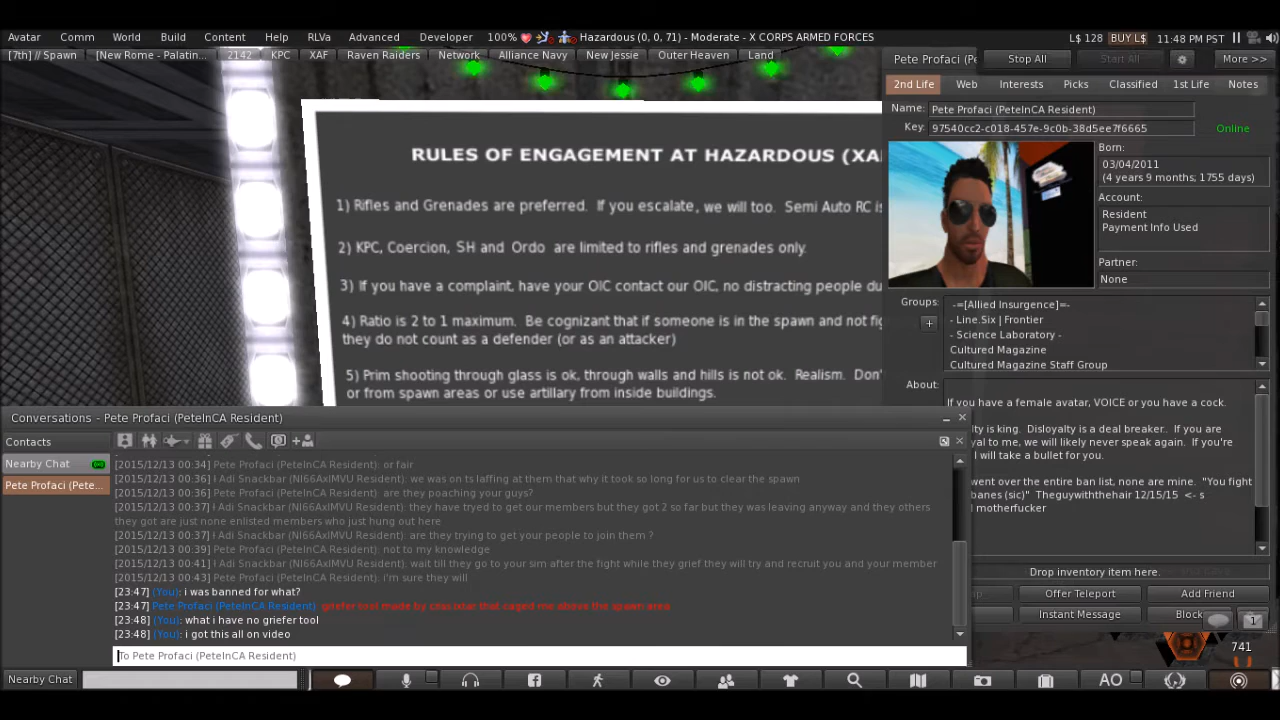 Avatar Comm World Build Content Help RLVa Advanced Developer 100% Hazardous (0, 0, 71) - Moderate - X CORPS ARMED FORCES L$ 128 BUY L$ 11:48 PM PST
[7th] // Spawn [New Rome - Palatin... 2142 KPC XAF Raven Raiders Network Alliance Navy New Jessie Outer Heaven Land
Pete Profaci (Pe Stop All Start All More >>
2nd Life Web Interests Picks Classified 1st Life Notes
Name: Pete Profaci (PeteInCA Resident)
Key: 97540cc2-c018-457e-9c0b-38d5ee7f6665 Online
Born:
03/04/2011
(4 years 9 months; 1755 days)
Account:
Resident
Payment Info Used
Partner:
None
Groups:
-=[Allied Insurgence]=-
- Line.Six | Frontier
- Science Laboratory -
Cultured Magazine
Cultured Magazine Staff Group
+
About:
If you have a female avatar, VOICE or you have a cock.
lty is king. Disloyalty is a deal breaker.. If you are
yal to me, we will likely never speak again. If you're
I will take a bullet for you.
went over the entire ban list, none are mine. "You fight
banes (sic)" Theguywiththehair 12/15/15 <- s
motherfucker
Drop inventory item here.
Offer Teleport Add Friend
Instant Message Block
1
RULES OF ENGAGEMENT AT HAZARDOUS (XA
1) Rifles and Grenades are preferred. If you escalate, we will too. Semi Auto RC is
2) KPC, Coercion, SH and Ordo are limited to rifles and grenades only.
3) If you have a complaint, have your OIC contact our OIC, no distracting people du
4) Ratio is 2 to 1 maximum. Be cognizant that if someone is in the spawn and not fig
they do not count as a defender (or as an attacker)
5) Prim shooting through glass is ok, through walls and hills is not ok. Realism. Don'
or from spawn areas or use artillary from inside buildings.
Conversations - Pete Profaci (PeteInCA Resident)
Contacts
Nearby Chat
Pete Profaci (Pete...
[2015/12/13 00:34] Pete Profaci (PeteInCA Resident): or fair
[2015/12/13 00:36] Adi Snackbar (NI66AxIMVU Resident): we was on ts laffing at them that why it took so long for us to clear the spawn
[2015/12/13 00:36] Pete Profaci (PeteInCA Resident): are they poaching your guys?
[2015/12/13 00:37] Adi Snackbar (NI66AxIMVU Resident): they have tryed to get our members but they got 2 so far but they was leaving anyway and they others
they got are just none enlisted members who just hung out here
[2015/12/13 00:37] Adi Snackbar (NI66AxIMVU Resident): are they trying to get your people to join them ?
[2015/12/13 00:39] Pete Profaci (PeteInCA Resident): not to my knowledge
[2015/12/13 00:41] Adi Snackbar (NI66AxIMVU Resident): wait till they go to your sim after the fight while they grief they will try and recruit you and your member
[2015/12/13 00:43] Pete Profaci (PeteInCA Resident): i'm sure they will
[23:47] (You): i was banned for what?
[23:47] Pete Profaci (PeteInCA Resident): griefer tool made by that caged me above the spawn area
[23:48] (You): what i have no griefer tool
[23:48] (You): i got this all on video
To Pete Profaci (PeteInCA Resident)
741
Nearby Chat AO